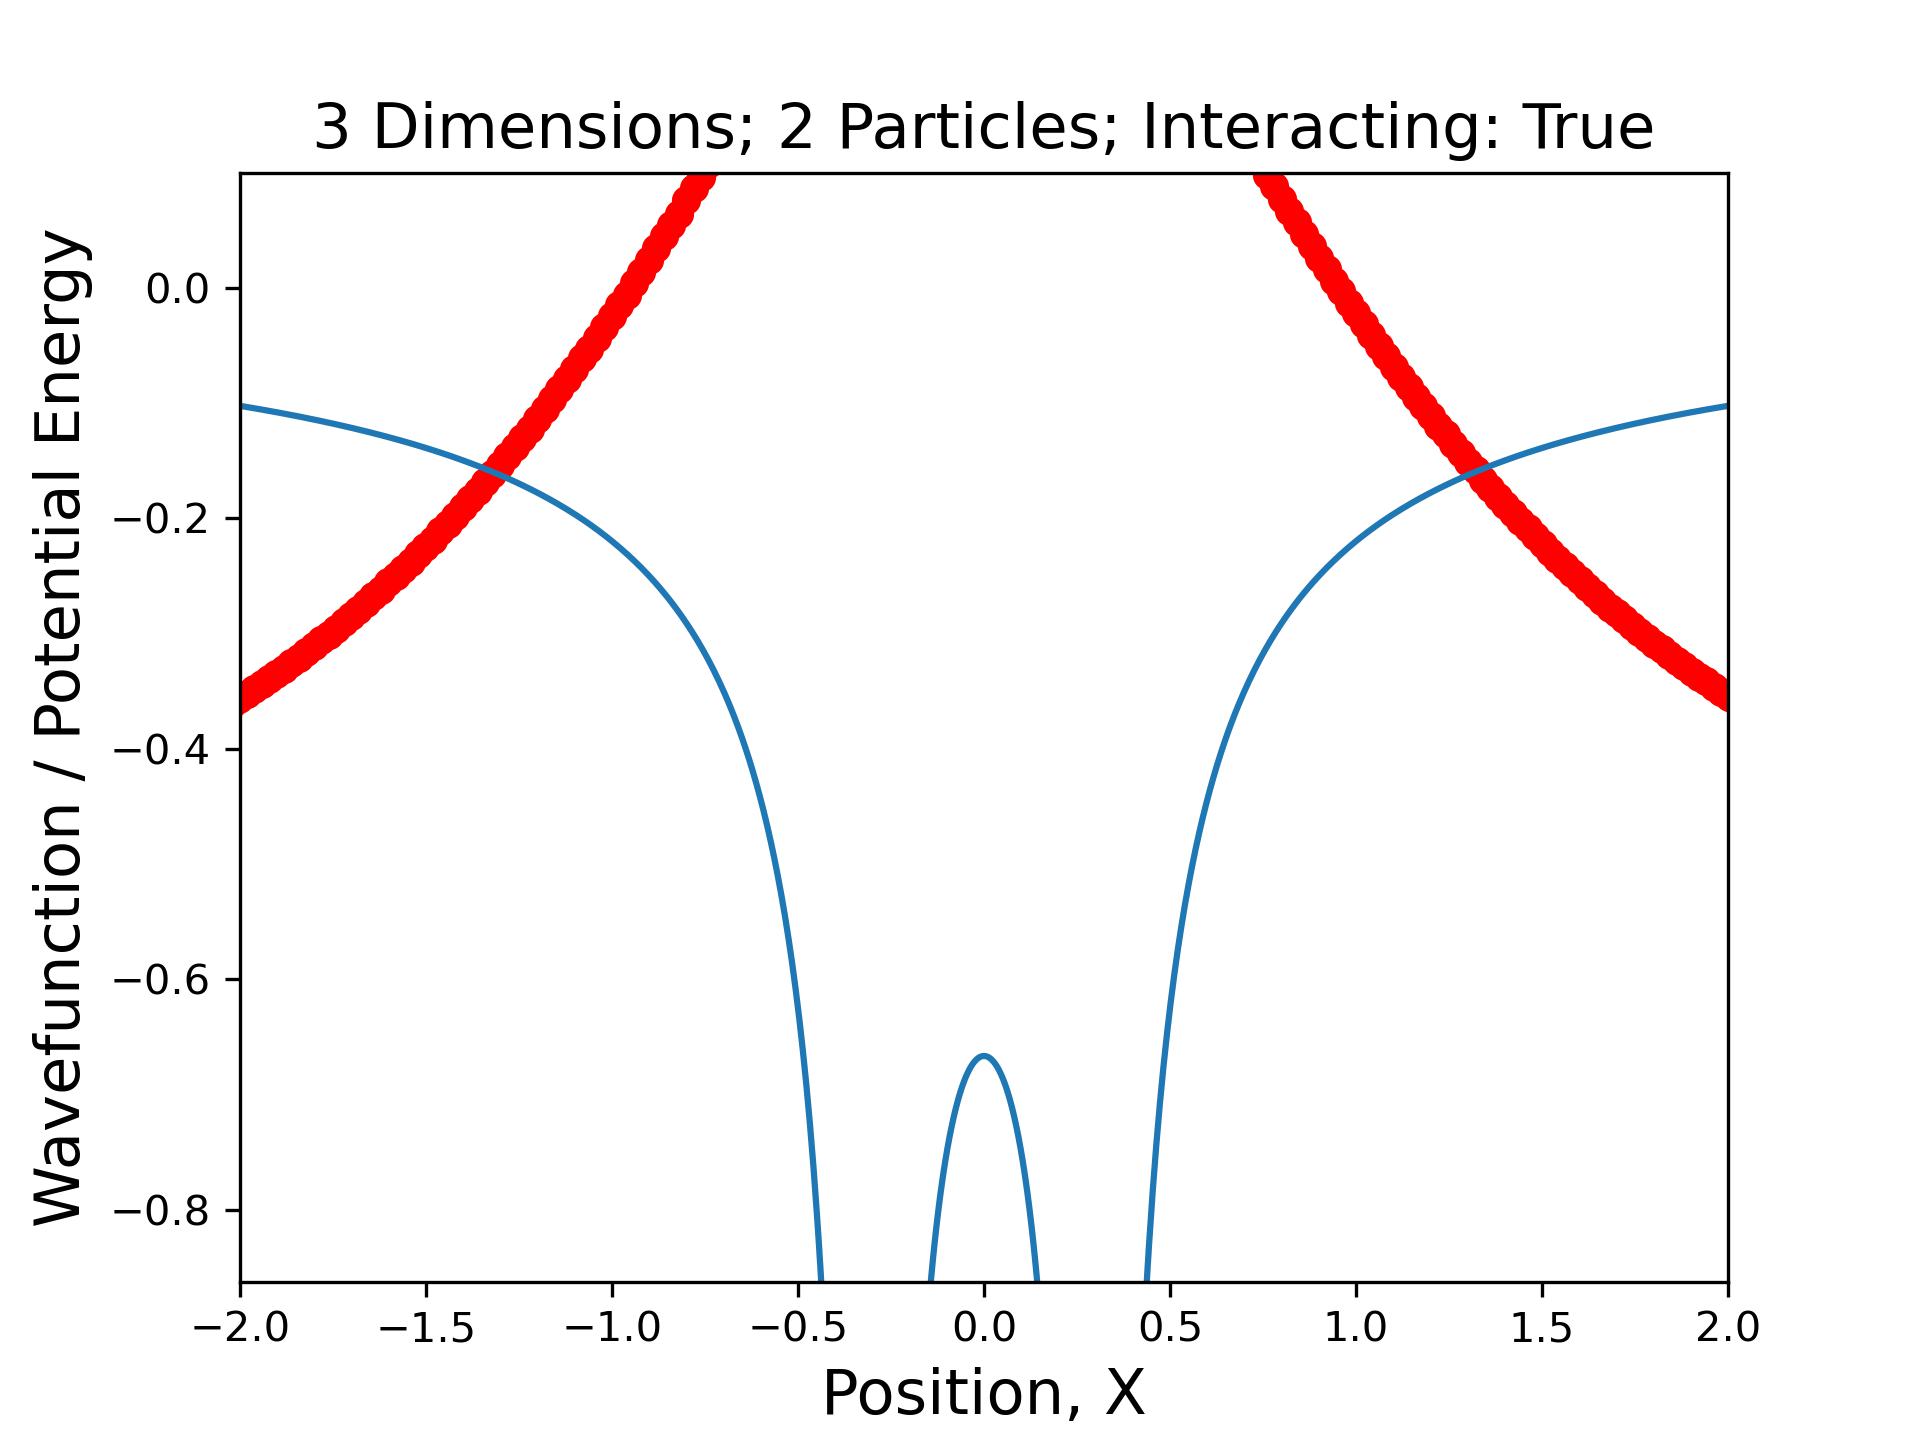 3 Dimensions; 2 Particles; Interacting: True
Wavefunction / Potential Energy
0.0
−0.2
−0.4
−0.6
−0.8
−2.0 −1.5 −1.0 −0.5 0.0 0.5 1.0 1.5 2.0
Position, X